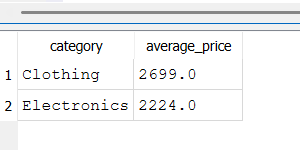 category average_price
1 Clothing 2699.0
2 Electronics 2224.0